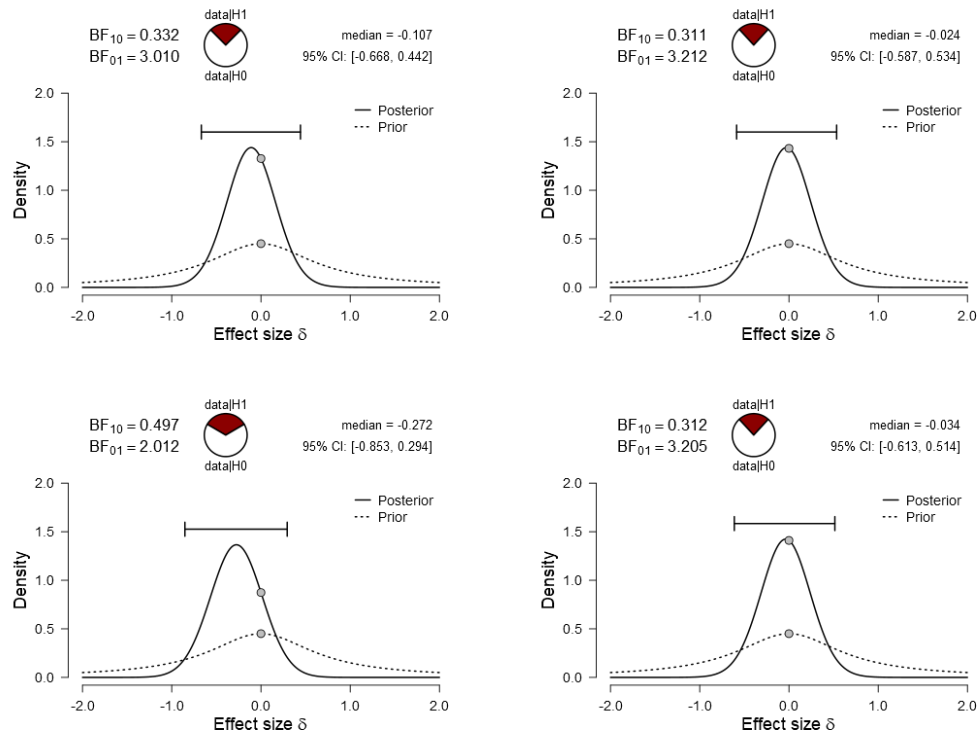 data|H1
BF10 = 0.332
BF01 = 3.010
data|H0
median = -0.107
95% CI: [-0.668, 0.442]
2.0
1.5
1.0
0.5
0.0
Density
Posterior
Prior
-2.0 -1.0 0.0 1.0 2.0
Effect size δ
data|H1
BF10 = 0.311
BF01 = 3.212
data|H0
median = -0.024
95% CI: [-0.587, 0.534]
2.0
1.5
1.0
0.5
0.0
Density
Posterior
Prior
-2.0 -1.0 0.0 1.0 2.0
Effect size δ
data|H1
BF10 = 0.497
BF01 = 2.012
data|H0
median = -0.272
95% CI: [-0.853, 0.294]
2.0
1.5
1.0
0.5
0.0
Density
Posterior
Prior
-2.0 -1.0 0.0 1.0 2.0
Effect size δ
data|H1
BF10 = 0.312
BF01 = 3.205
data|H0
median = -0.034
95% CI: [-0.613, 0.514]
2.0
1.5
1.0
0.5
0.0
Density
Posterior
Prior
-2.0 -1.0 0.0 1.0 2.0
Effect size δ